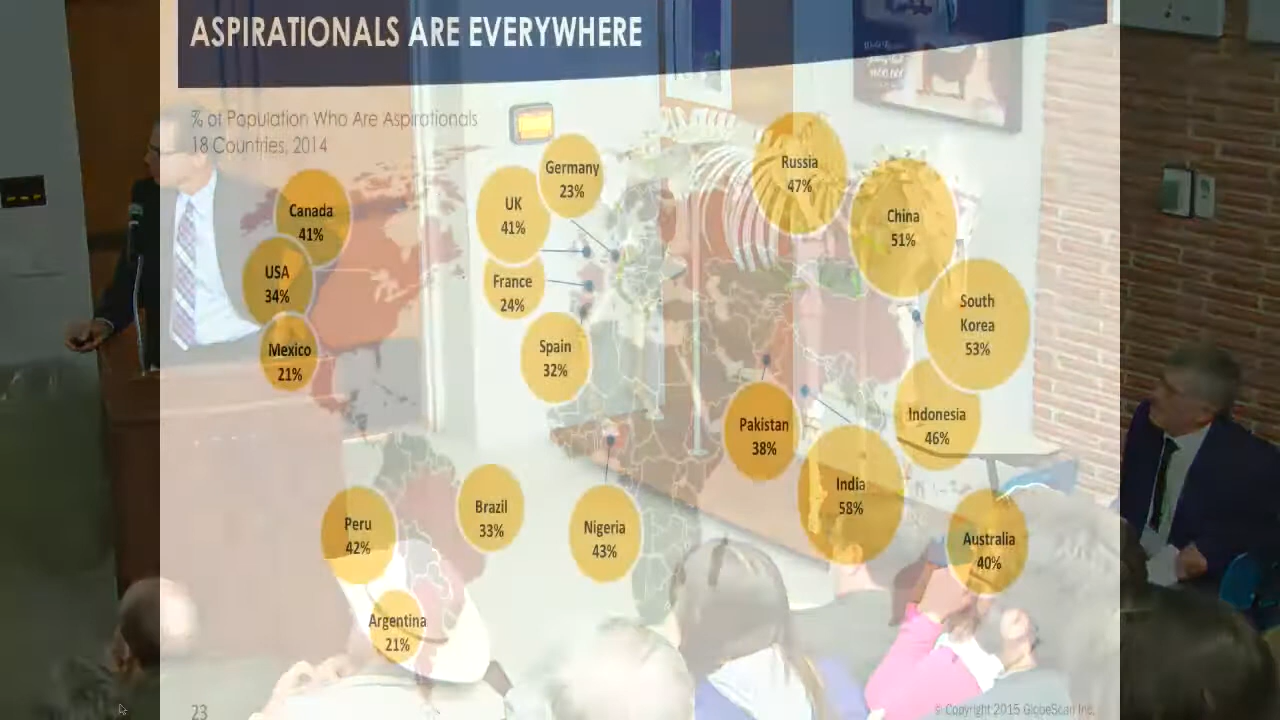 ASPIRATIONALS ARE EVERYWHERE
% of Population Who Are Aspirationals
18 Countries, 2014
Canada
41%
USA
34%
Mexico
21%
Germany
23%
UK
41%
France
24%
Spain
32%
Russia
47%
China
51%
South
Korea
53%
Indonesia
46%
Pakistan
38%
India
58%
Australia
40%
Peru
42%
Brazil
33%
Nigeria
43%
Argentina
21%
23
© Copyright 2015 GlobeScan Inc.